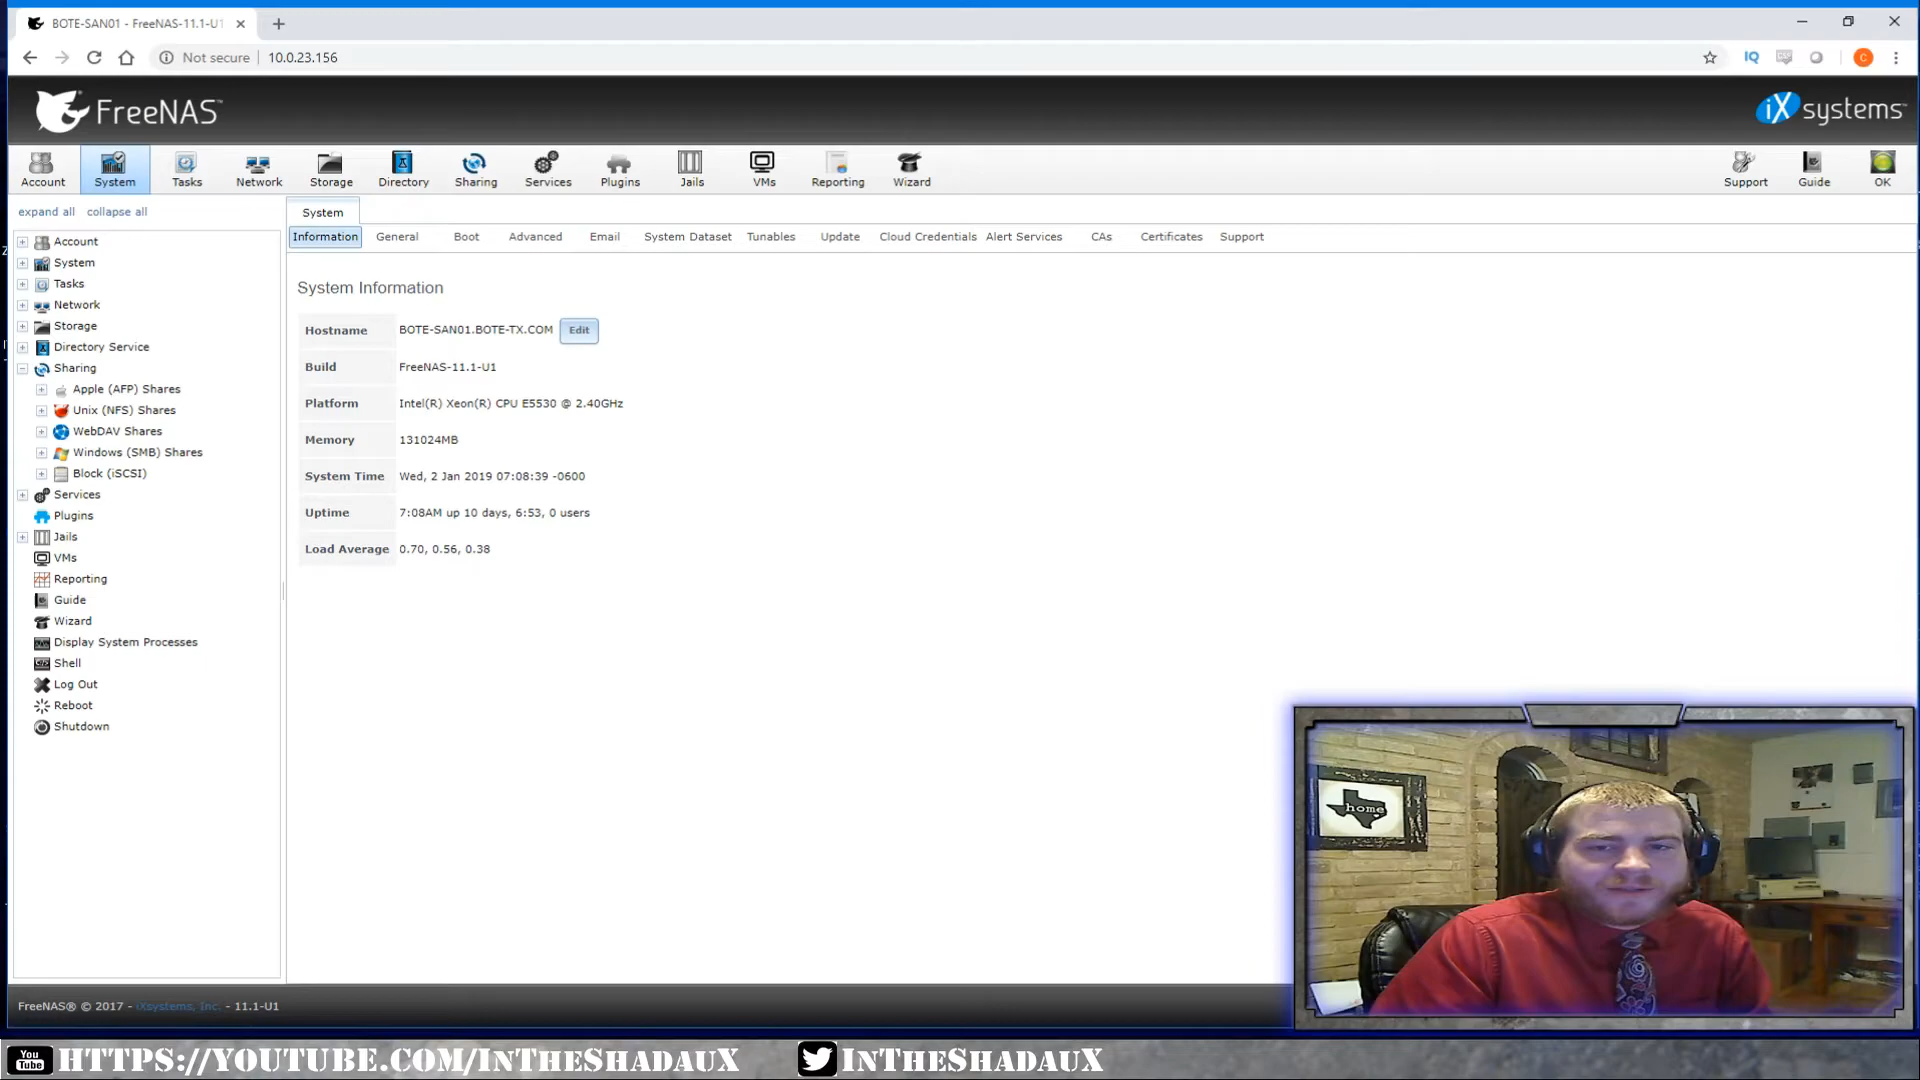 BOTE-SAN01 - FreeNAS-11.1-U1
Not secure 10.0.23.156
IQ C
FreeNAS™
iXsystems™
Account System Tasks Network Storage Directory Sharing Services Plugins Jails VMs Reporting Wizard Support Guide OK
expand all collapse all
System
Information General Boot Advanced Email System Dataset Tunables Update Cloud Credentials Alert Services CAs Certificates Support
Account
System
Tasks
Network
Storage
Directory Service
Sharing
Apple (AFP) Shares
Unix (NFS) Shares
WebDAV Shares
Windows (SMB) Shares
Block (iSCSI)
Services
Plugins
Jails
VMs
Reporting
Guide
Wizard
Display System Processes
Shell
Log Out
Reboot
Shutdown
System Information
Hostname BOTE-SAN01.BOTE-TX.COM Edit
Build FreeNAS-11.1-U1
Platform Intel(R) Xeon(R) CPU E5530 @ 2.40GHz
Memory 131024MB
System Time Wed, 2 Jan 2019 07:08:39 -0600
Uptime 7:08AM up 10 days, 6:53, 0 users
Load Average 0.70, 0.56, 0.38
home
FreeNAS® © 2017 - iXsystems, Inc. - 11.1-U1
You Tube HTTPS://YOUTUBE.COM/INTHESHADAUX INTHESHADAUX